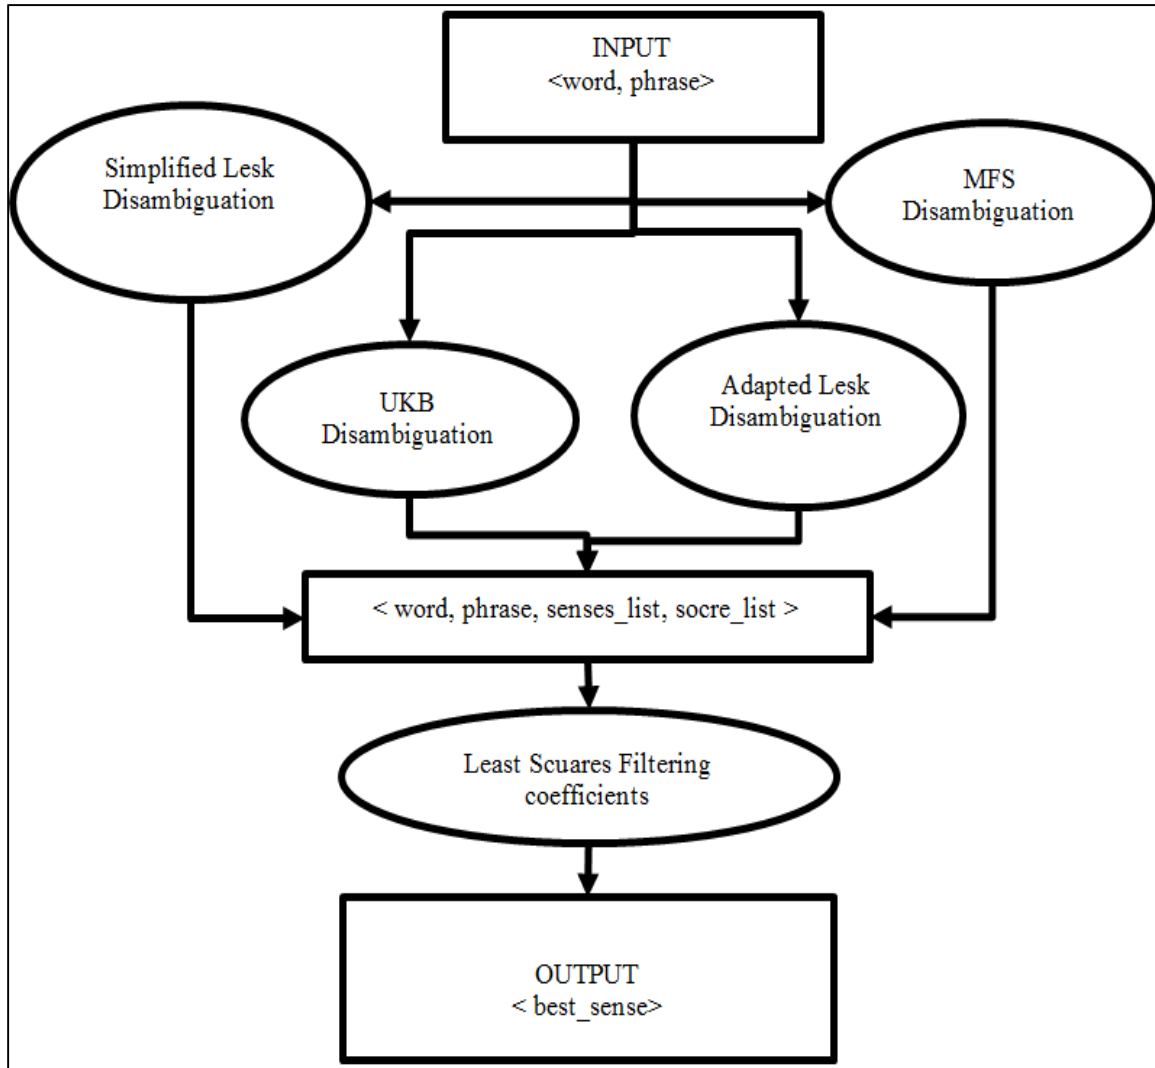 INPUT
<word, phrase>
Simplified Lesk
Disambiguation
MFS
Disambiguation
UKB
Disambiguation
Adapted Lesk
Disambiguation
< word, phrase, senses_list, socre_list >
Least Scuares Filtering
coefficients
OUTPUT
< best_sense>